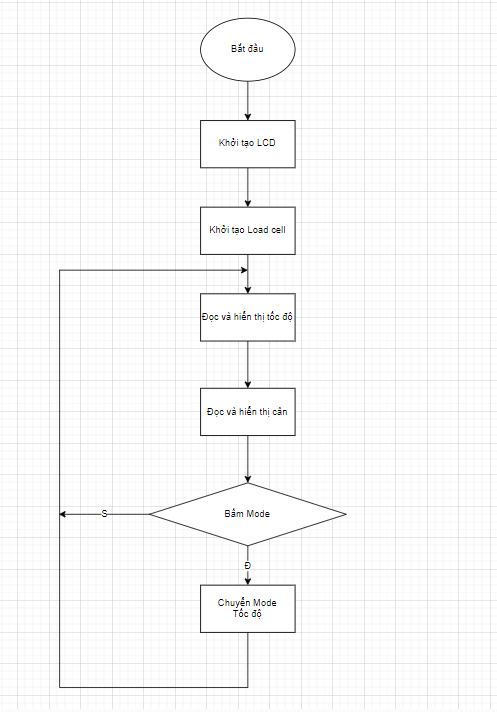 Bắt đầu
Khởi tạo LCD
Khởi tạo Load cell
Đọc và hiển thị tốc độ
Đọc và hiển thị cân
Bấm Mode
S
Đ
Chuyển Mode
Tốc độ